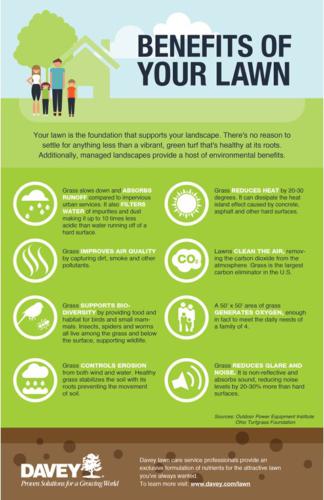 BENEFITS OF
YOUR LAWN
Your lawn is the foundation that supports your landscape. There's no reason to
settle for anything less than a vibrant, green turf that's healthy at its roots.
Additionally, managed landscapes provide a host of environmental benefits.
Grass slows down and ABSORBS
RUNOFF compared to impervious
urban services. It also FILTERS
WATER of impurities and dust
making it up to 10 times less
acidic than water running off of a
hard surface.
Grass REDUCES HEAT by 20-30
degrees. It can dissipate the heat
island effect caused by concrete,
asphalt and other hard surfaces.
Grass IMPROVES AIR QUALITY
by capturing dirt, smoke and other
pollutants.
CO2
Lawns CLEAN THE AIR, remov-
ing the carbon dioxide from the
atmosphere. Grass is the largest
carbon eliminator in the U.S.
Grass SUPPORTS BIO-
DIVERSITY by providing food and
habitat for birds and small mam-
mals. Insects, spiders and worms
all live among the grass and below
the surface, supporting wildlife.
A 50' x 50' area of grass
GENERATES OXYGEN, enough
in fact to meet the daily needs of
a family of 4.
Grass CONTROLS EROSION
from both wind and water. Healthy
grass stabilizes the soil with its
roots preventing the movement
of soil.
Grass REDUCES GLARE AND
NOISE. It is non-reflective and
absorbs sound, reducing noise
levels by 20-30% more than hard
surfaces.
Sources: Outdoor Power Equipment Institute
Ohio Turfgrass Foundation
DAVEY
Proven Solutions for a Growing World
Davey lawn care service professionals provide an
exclusive formulation of nutrients for the attractive lawn
you've always wanted.
To learn more visit: www.davey.com/lawn